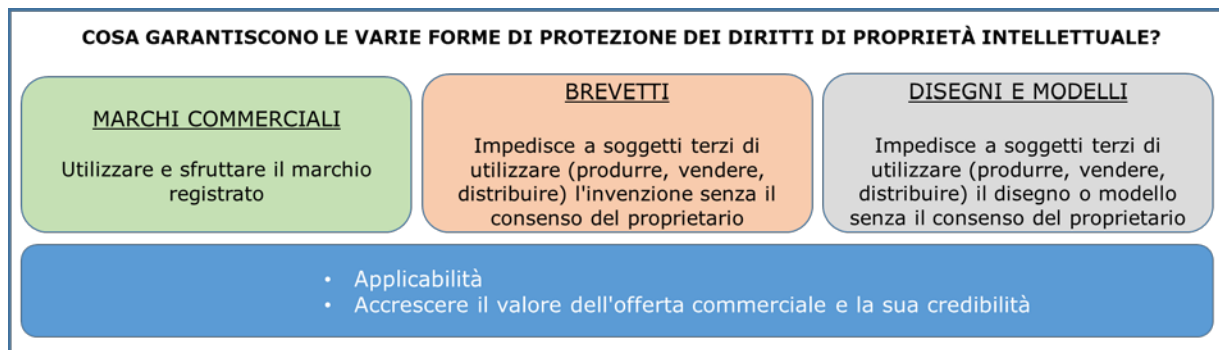 COSA GARANTISCONO LE VARIE FORME DI PROTEZIONE DEI DIRITTI DI PROPRIETÀ INTELLETTUALE?
MARCHI COMMERCIALI
Utilizzare e sfruttare il marchio
registrato
BREVETTI
Impedisce a soggetti terzi di
utilizzare (produrre, vendere,
distribuire) l'invenzione senza il
consenso del proprietario
DISEGNI E MODELLI
Impedisce a soggetti terzi di
utilizzare (produrre, vendere,
distribuire) il disegno o modello
senza il consenso del proprietario
• Applicabilità
• Accrescere il valore dell'offerta commerciale e la sua credibilità